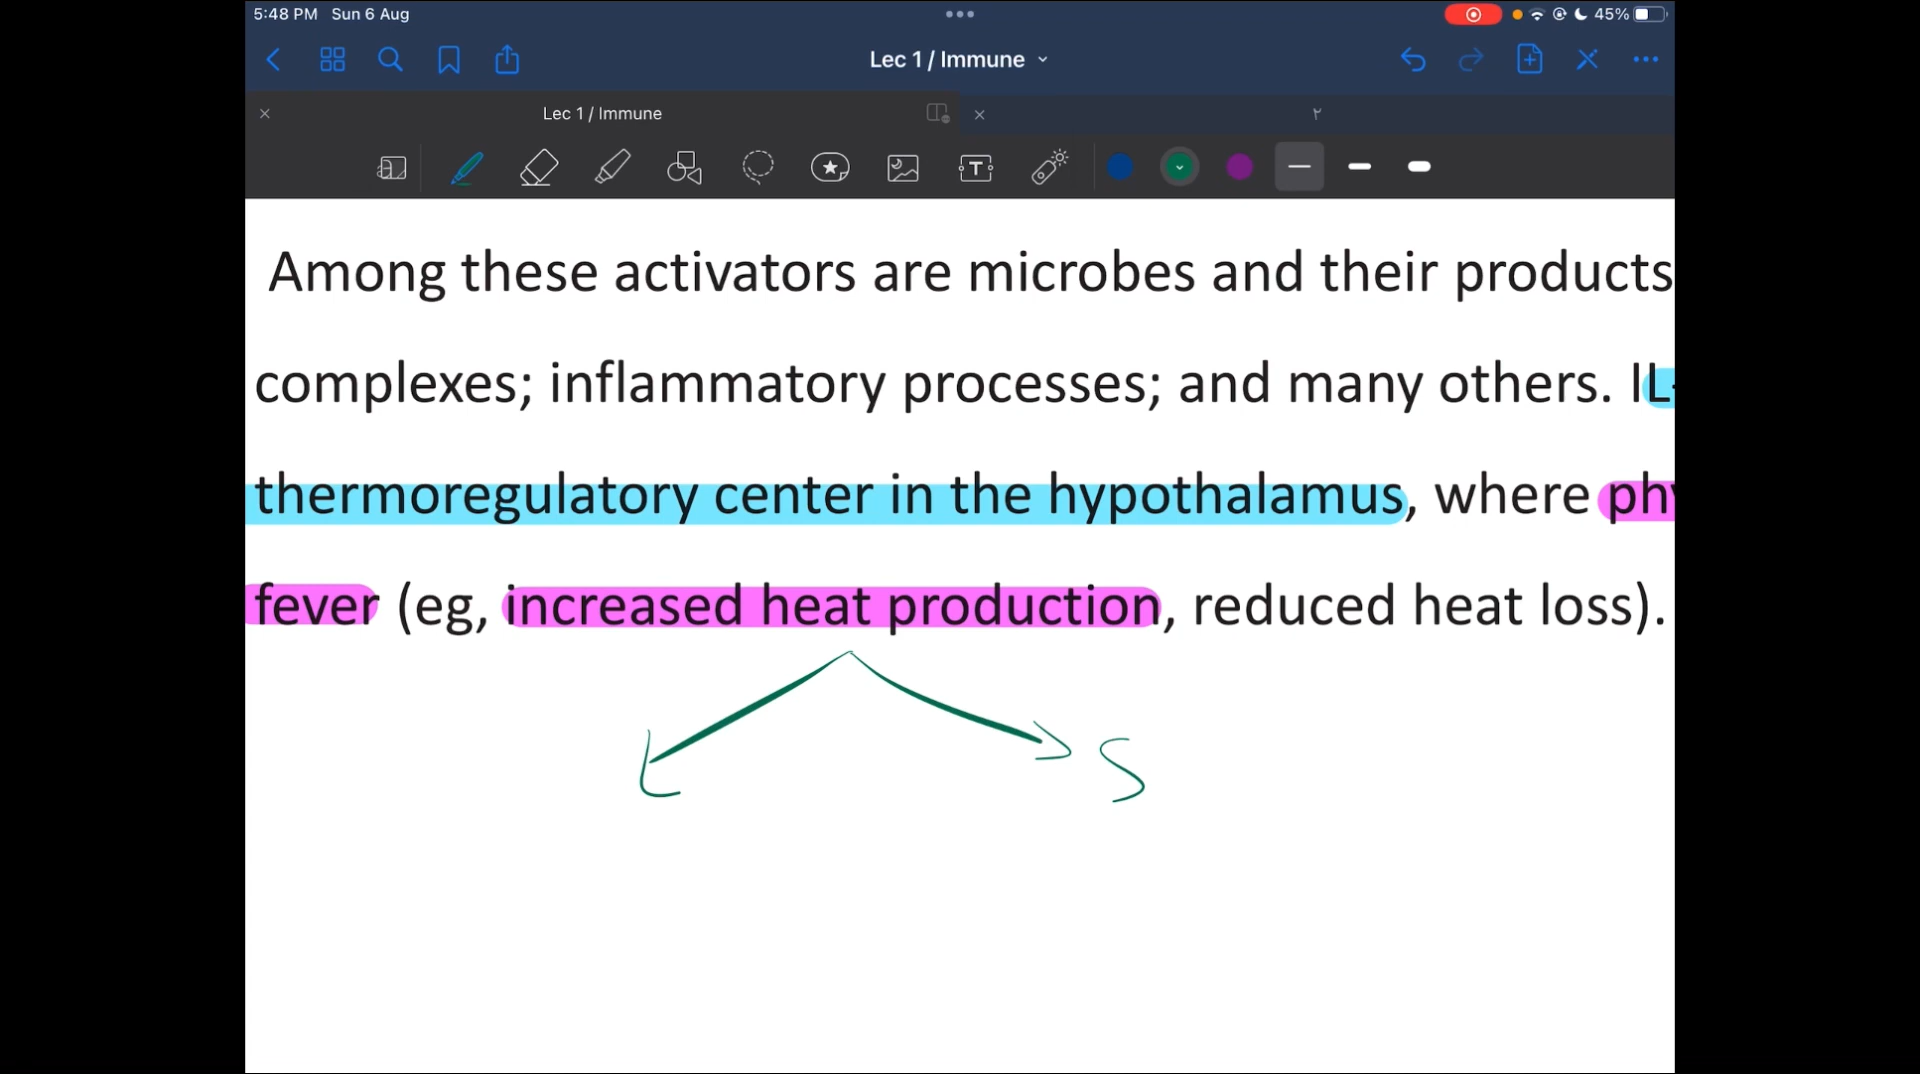 5:48 PM Sun 6 Aug
45%
Lec 1 / Immune
Lec 1 / Immune
٢
Among these activators are microbes and their products
complexes; inflammatory processes; and many others. IL-
thermoregulatory center in the hypothalamus, where phy
fever (eg, increased heat production, reduced heat loss).
S